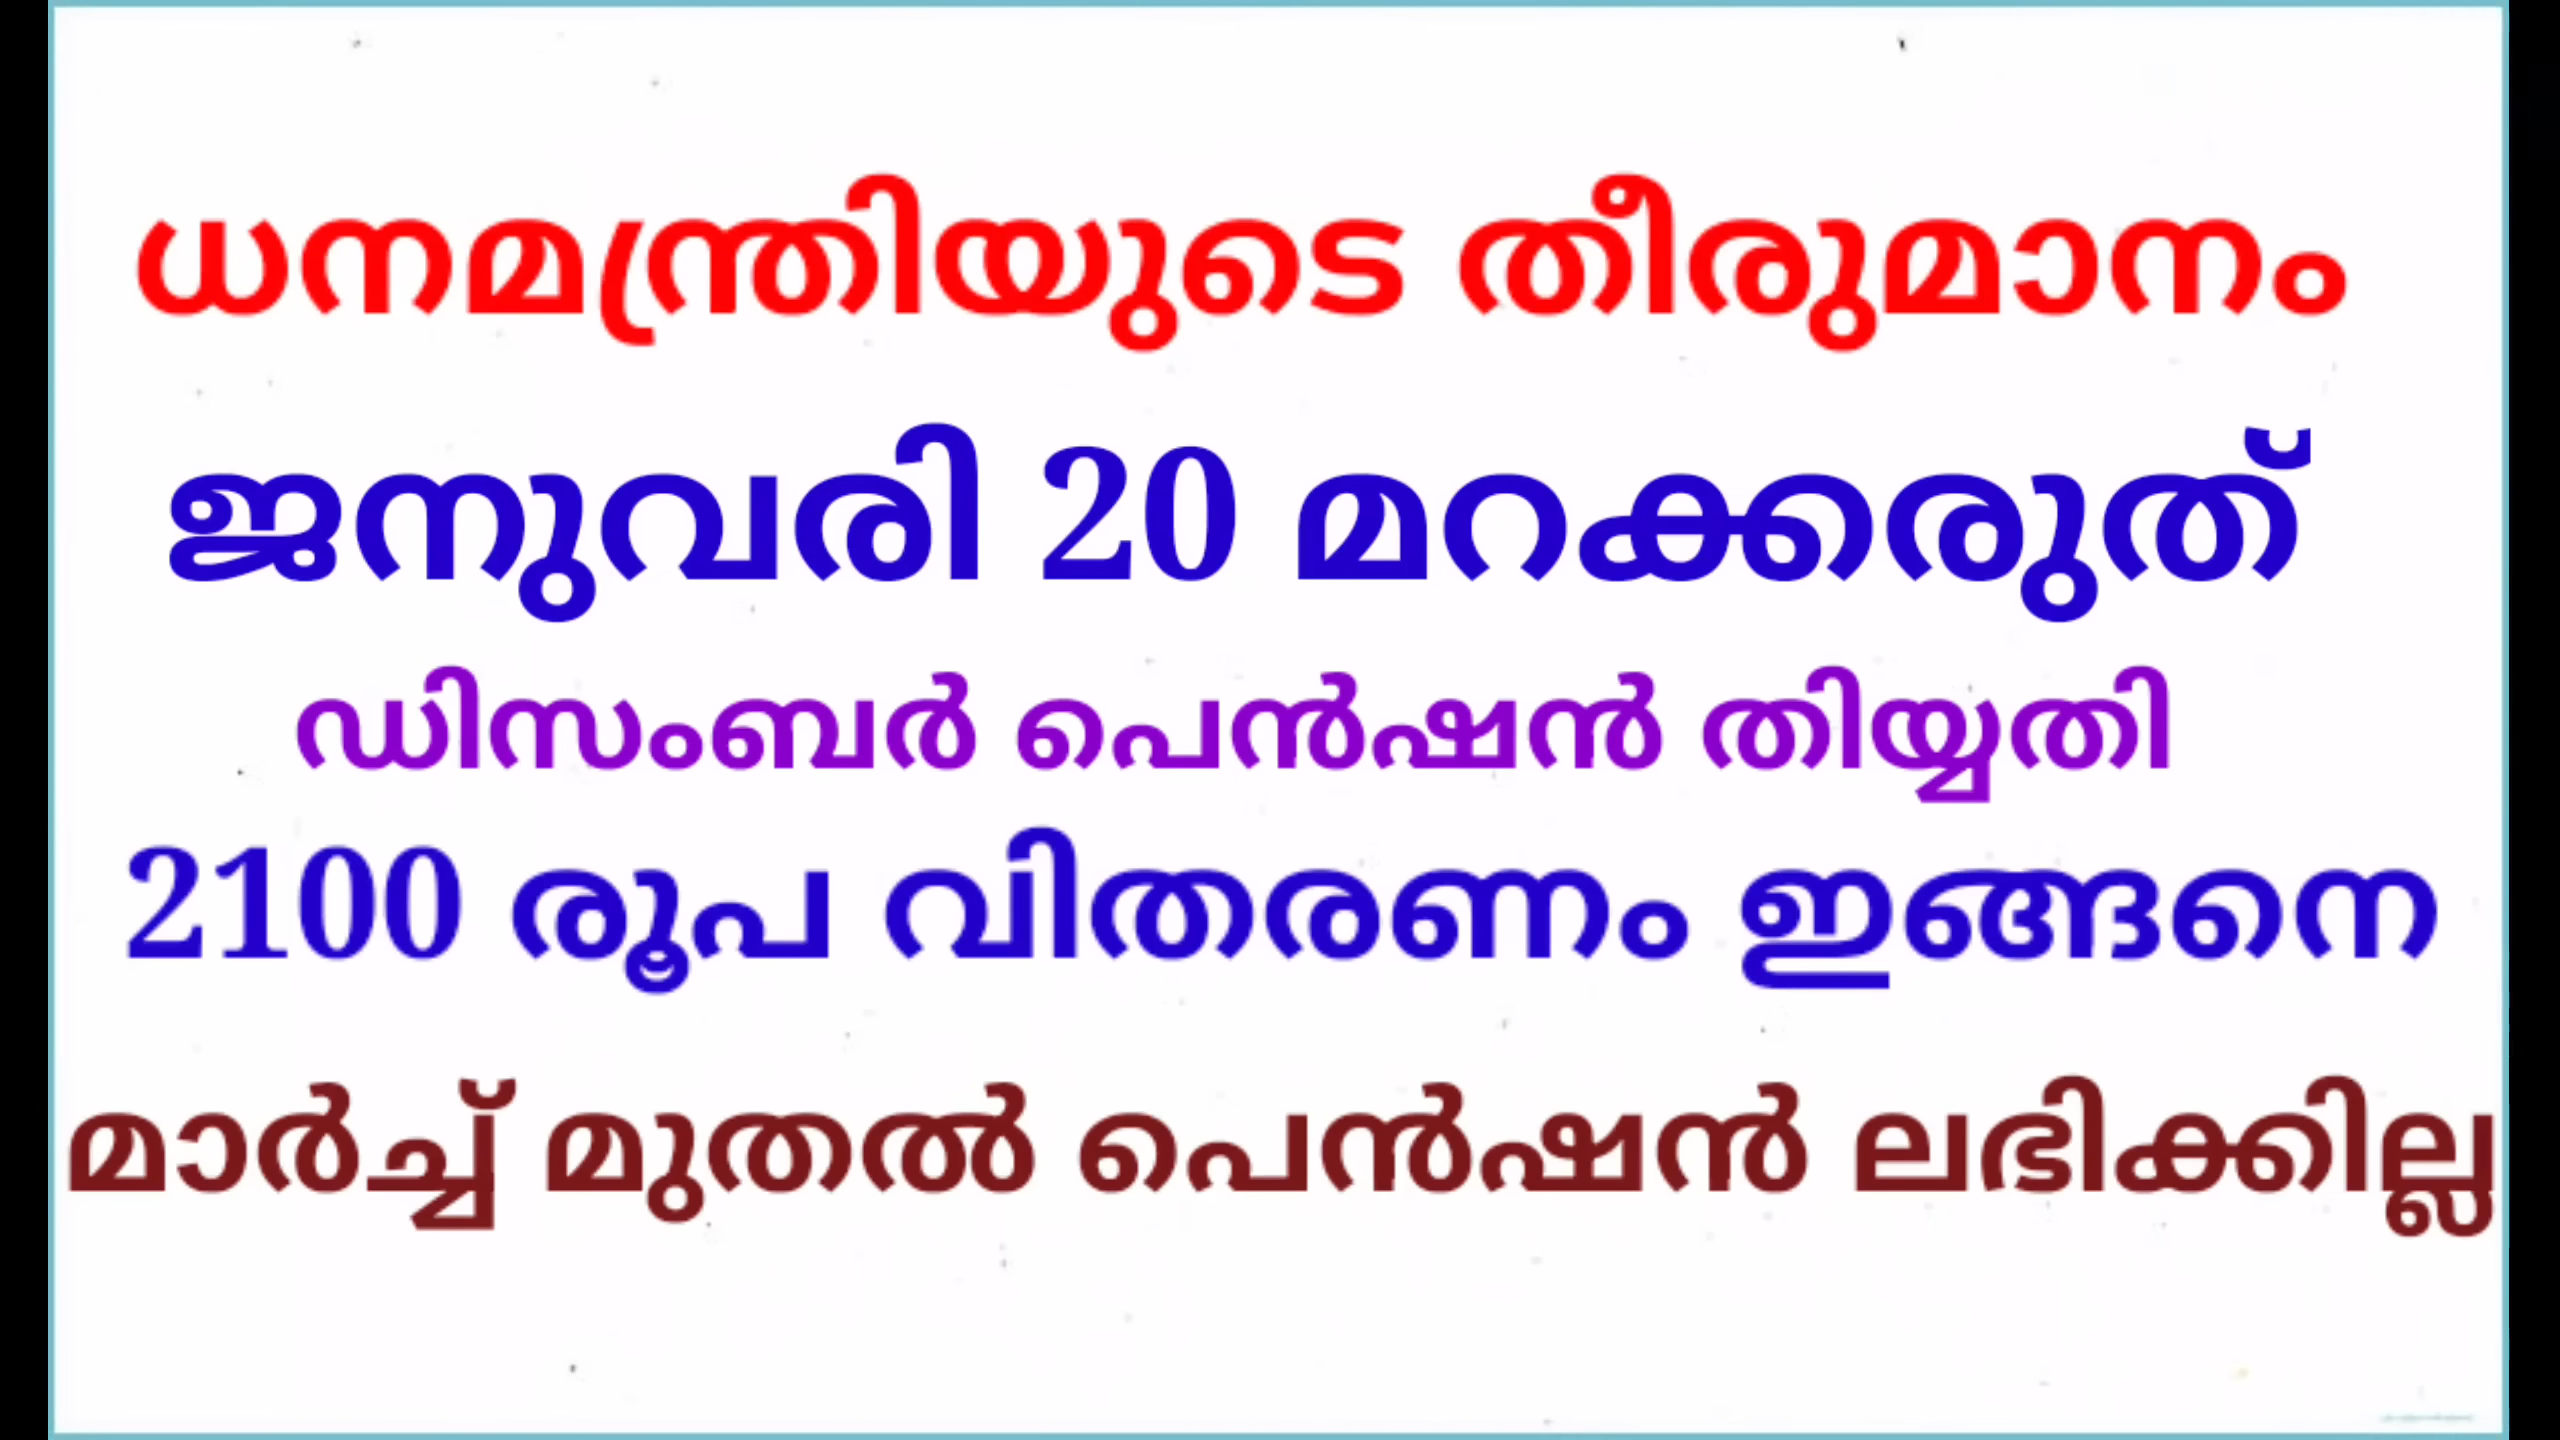 ധനമന്ത്രിയുടെ തീരുമാനം
ജനുവരി 20 മറക്കരുത്
ഡിസംബർ പെൻഷൻ തിയ്യതി
2100 രൂപ വിതരണം ഇങ്ങനെ
മാർച്ച് മുതൽ പെൻഷൻ ലഭിക്കില്ല